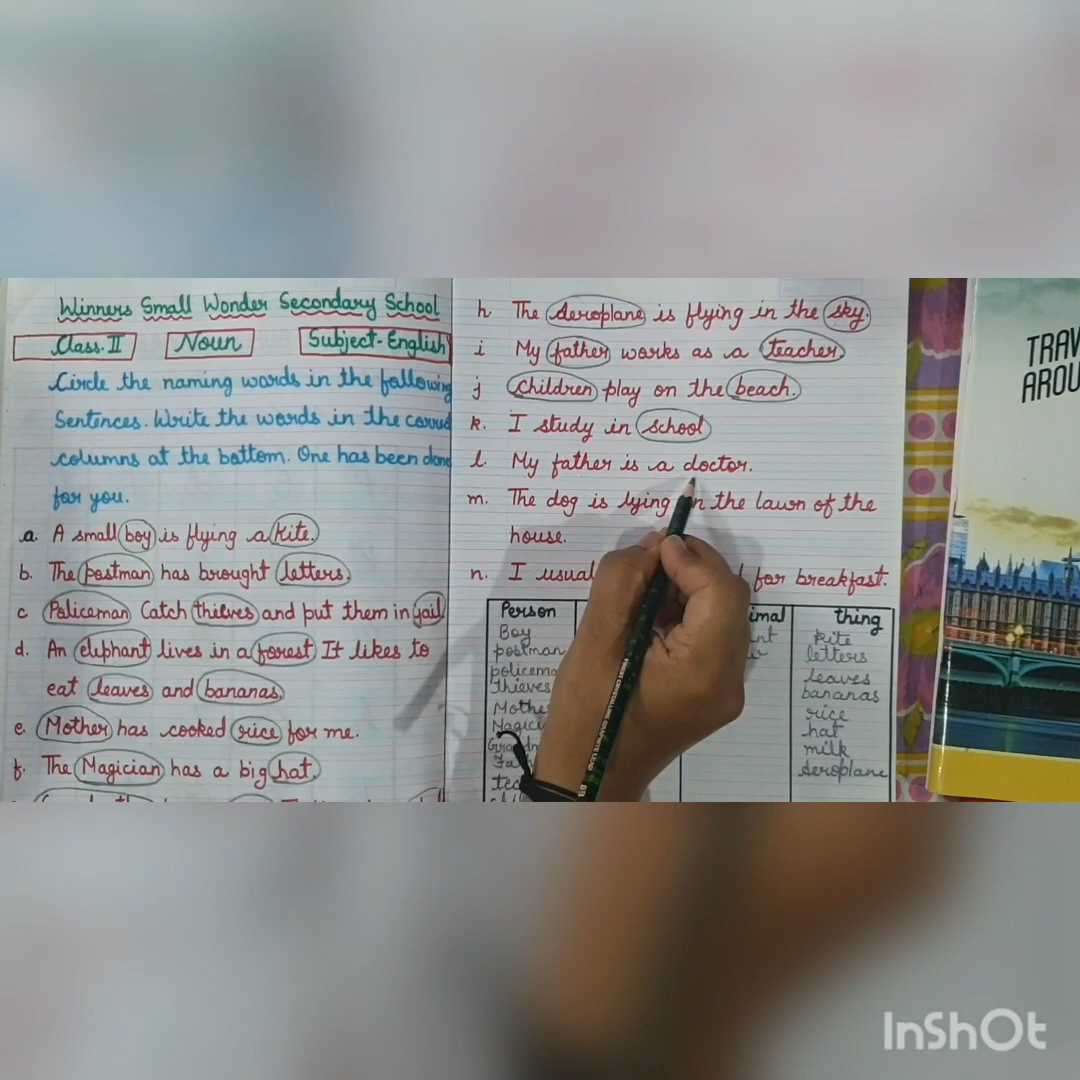 Winners Small Wonder Secondary School
Class. II Noun Subject-English
Circle the naming words in the following
Sentences. Write the words in the correct
columns at the bottom. One has been done
for you.
a. A small boy is flying a kite.
b. The postman has brought letters.
c Policeman Catch thieves and put them in jail
d. An elephant lives in a forest It likes to
eat leaves and bananas.
e. Mother has cooked rice for me.
f. The Magician has a big hat.
h. The aeroplane is flying in the sky.
i My father works as a teacher
j children play on the beach.
k. I study in school
l. My father is a doctor.
m. The dog is lying in the lawn of the
house.
n. I usual for breakfast.
Person thing
Boy kite
postman letters
policema leaves
thieves bananas
Mothe rice
Magici hat
milk
aeroplane
TRAV
AROU
InShOt